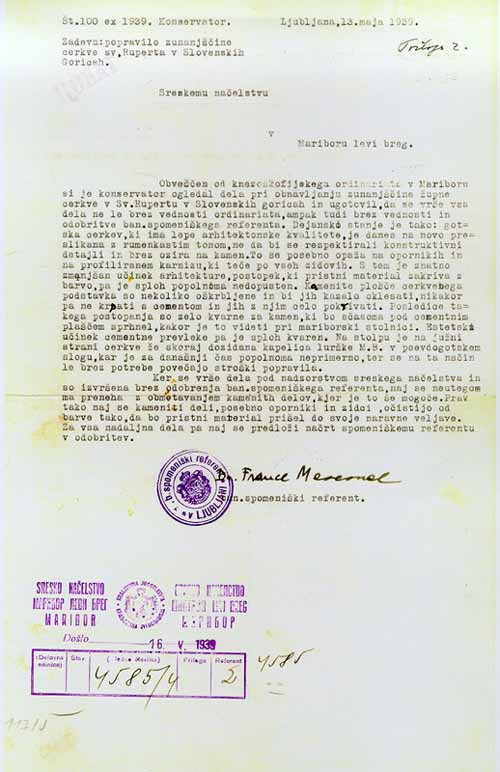 Št.100 ex 1939. Konservator. Ljubljana,13.maja 1939.
Zadeva:popravilo zunanjščine
cerkve sv.Ruperta v Slovenskih
Goricah.
Priloga 2.
Sreskemu načelstvu
v
Mariboru levi breg.
Obveščen od knezoškofijskega ordinariata v Mariboru
si je konservator ogledal dela pri obnavljanju zunanjščine župne
cerkve v Sv.Rupertu v Slovenskih goricah in ugotovil,da se vrše vsa
dela ne le brez vednosti ordinariata,ampak tudi brez vednosti in
odobritve ban.spomeniškega referenta. Dejansko stanje je tako: got-
ska cerkev,ki ima lepe arhitektonske kvalitete,je danes na novo pre-
slikana z rumenkastim tonom,ne da bi se respektirali konstruktivni
detajli in brez ozira na kamen.To se posebno opaža na opornikih in
na profiliranem karnizu,ki teče po vseh zidovih. S tem je znatno
zmanjšan učinek arhitekture,postopek,ki pristni material zakriva z
barvo,pa je sploh popolnoma nedopusten. Kamenite plošče cerkvenega
podstavka so nekoliko oškrbljene in bi jih kazalo oklesati,nikakor
pa ne krpati s cementom in jih z njim celo pokrivati. Posledice ta-
kega postopanja so zelo kvarne za kamen,ki bo sčasoma pod cementnim
plaščem sprhnel,kakor je to videti pri mariborski stolnici. Estetski
učinek cementne prevleke pa je sploh kvaren. Na stolpu je na južni
strani cerkve že skoraj dozidana kapelica lurške M.B. v psevdogotskem
slogu,kar je za današnji čas popolnoma neprimerno,ter se na ta način
le brez potrebe povečajo stroški popravila.
Ker se vrše dela pod nadzorstvom sreskega načelstva in
so izvršena brez odobrenja ban.spomeniškega referenta,naj se nemutegoma
preneha z obmetavanjem kamenitih delov,kjer je to še mogoče.Prav
tako naj se kameniti deli,posebno oporniki in zidci ,očistijo od
barve tako,da bo pristni material prišel do svoje naravne veljave.
Za vsa nadaljna dela pa naj se predloži načrt spomeniškemu referentu
v odobritev.
b. spomeniški referent
v LJUBLJANI
Dr. France
ban.spomeniški referent.
SRESKO NAČELSTVO
MARIBOR
Došlo 16. V. 1939
Prilog Referent
4585/4 2
4585